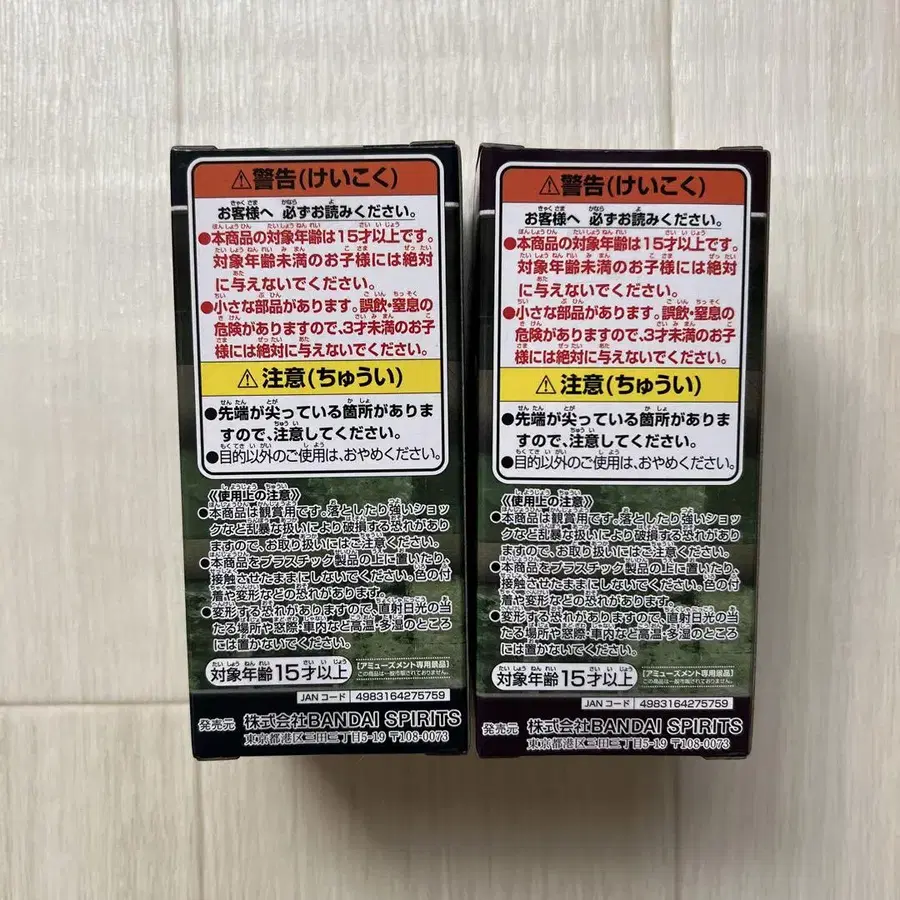 ⚠警告(けいこく)
お客様へ 必ずお読みください。
●本商品の対象年齢は15才以上です。
対象年齢未満のお子様には絶対
に与えないでください。
●小さな部品があります。誤飲・窒息の
危険がありますので、3才未満のお子
様には絶対に与えないでください。
⚠注意(ちゅうい)
●先端が尖っている箇所がありま
すので、注意してください。
●目的以外のご使用は、おやめください。
《使用上の注意》
●本商品は観賞用です。落としたり強いショッ
クなど乱暴な扱いにより破損する恐れがあり
ますので、お取り扱いにはご注意ください。
●本商品をプラスチック製品の上に置いたり、
接触させたままにしないでください。色の付
着や変形などの恐れがあります。
●変形する恐れがありますので、直射日光の当
たる場所や窓際・車内など高温・多湿のところ
には置かないでください。
対象年齢15才以上
[アミューズメント専用景品]
この商品は一般市販されておりません。
JANコード 4983164275759
発売元 株式会社BANDAI SPIRITS
東京都港区三田三丁目5-19 〒108-0073
⚠警告(けいこく)
お客様へ 必ずお読みください。
●本商品の対象年齢は15才以上です。
対象年齢未満のお子様には絶対
に与えないでください。
●小さな部品があります。誤飲・窒息の
危険がありますので、3才未満のお子
様には絶対に与えないでください。
⚠注意(ちゅうい)
●先端が尖っている箇所がありま
すので、注意してください。
●目的以外のご使用は、おやめください。
《使用上の注意》
●本商品は観賞用です。落としたり強いショッ
クなど乱暴な扱いにより破損する恐れがあり
ますので、お取り扱いにはご注意ください。
●本商品をプラスチック製品の上に置いたり、
接触させたままにしないでください。色の付
着や変形などの恐れがあります。
●変形する恐れがありますので、直射日光の当
たる場所や窓際・車内など高温・多湿のところ
には置かないでください。
対象年齢15才以上
[アミューズメント専用景品]
この商品は一般市販されておりません。
JANコード 4983164275759
発売元 株式会社BANDAI SPIRITS
東京都港区三田三丁目5-19 〒108-0073